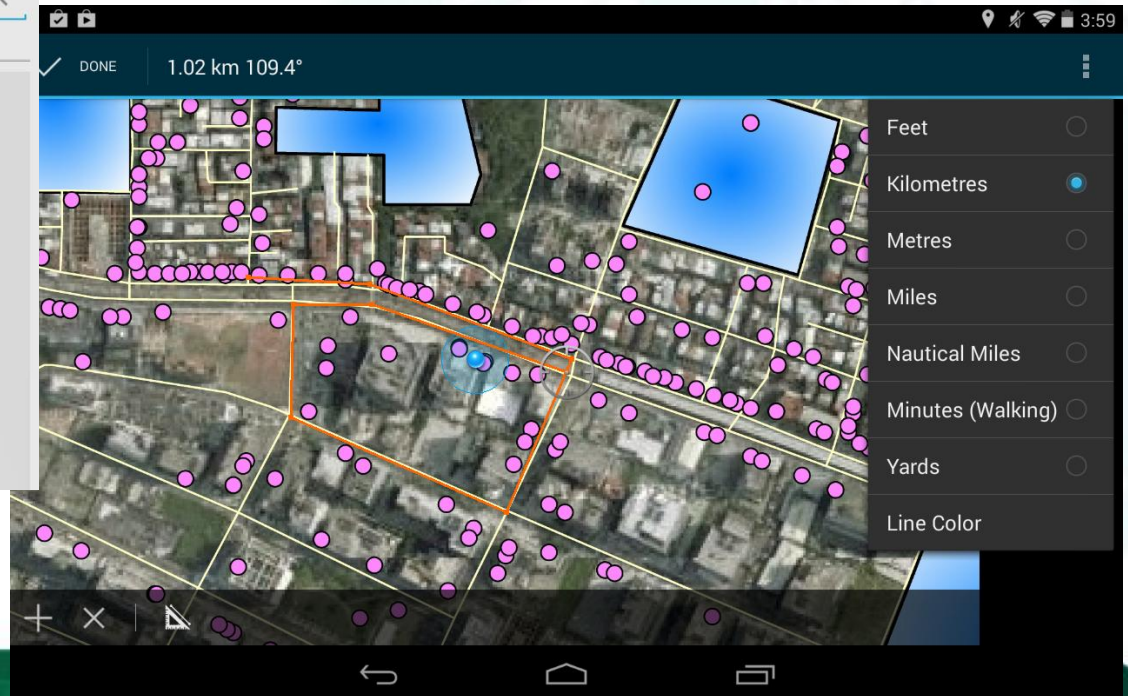 3:59
DONE 1.02 km 109.4°
Feet
Kilometres
Metres
Miles
Nautical Miles
Minutes (Walking)
Yards
Line Color